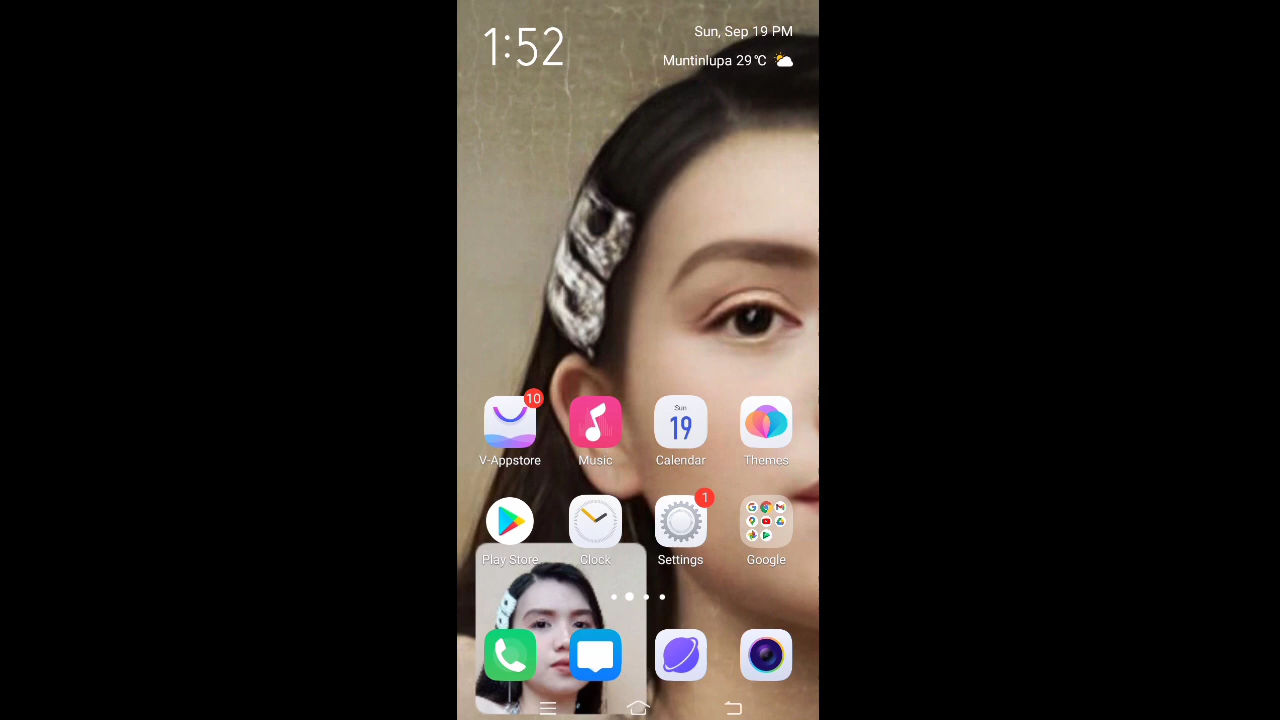 1:52
Sun, Sep 19 PM
Muntinlupa 29℃
10
V-Appstore
Music
Sun
19
Calendar
Themes
Play Store
Clock
1
Settings
Google